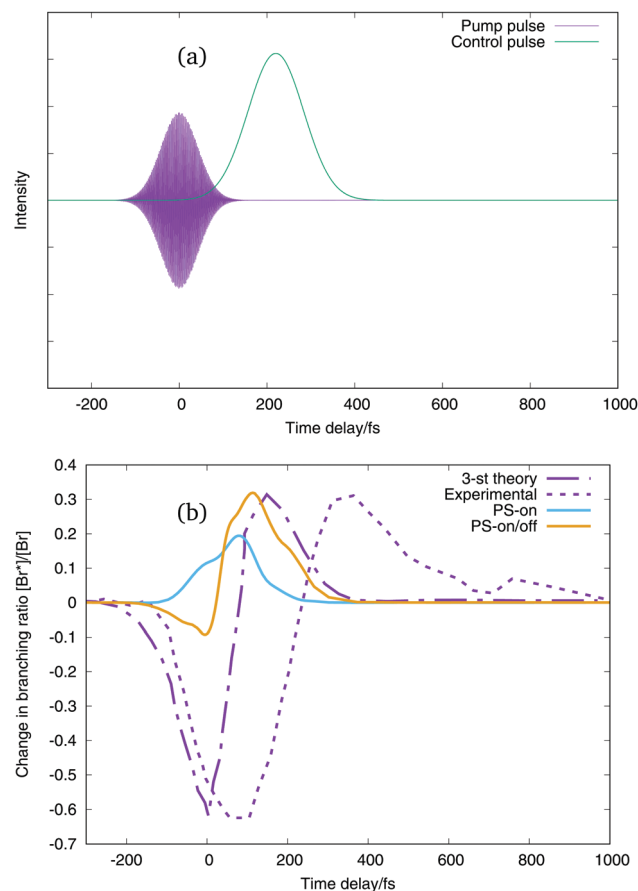 (a)
Pump pulse
Control pulse
Intensity
-200 0 200 400 600 800 1000
Time delay/fs
(b)
3-st theory
Experimental
PS-on
PS-on/off
Change in branching ratio [Br*]/[Br]
0.4
0.3
0.2
0.1
0
-0.1
-0.2
-0.3
-0.4
-0.5
-0.6
-0.7
-200 0 200 400 600 800 1000
Time delay/fs